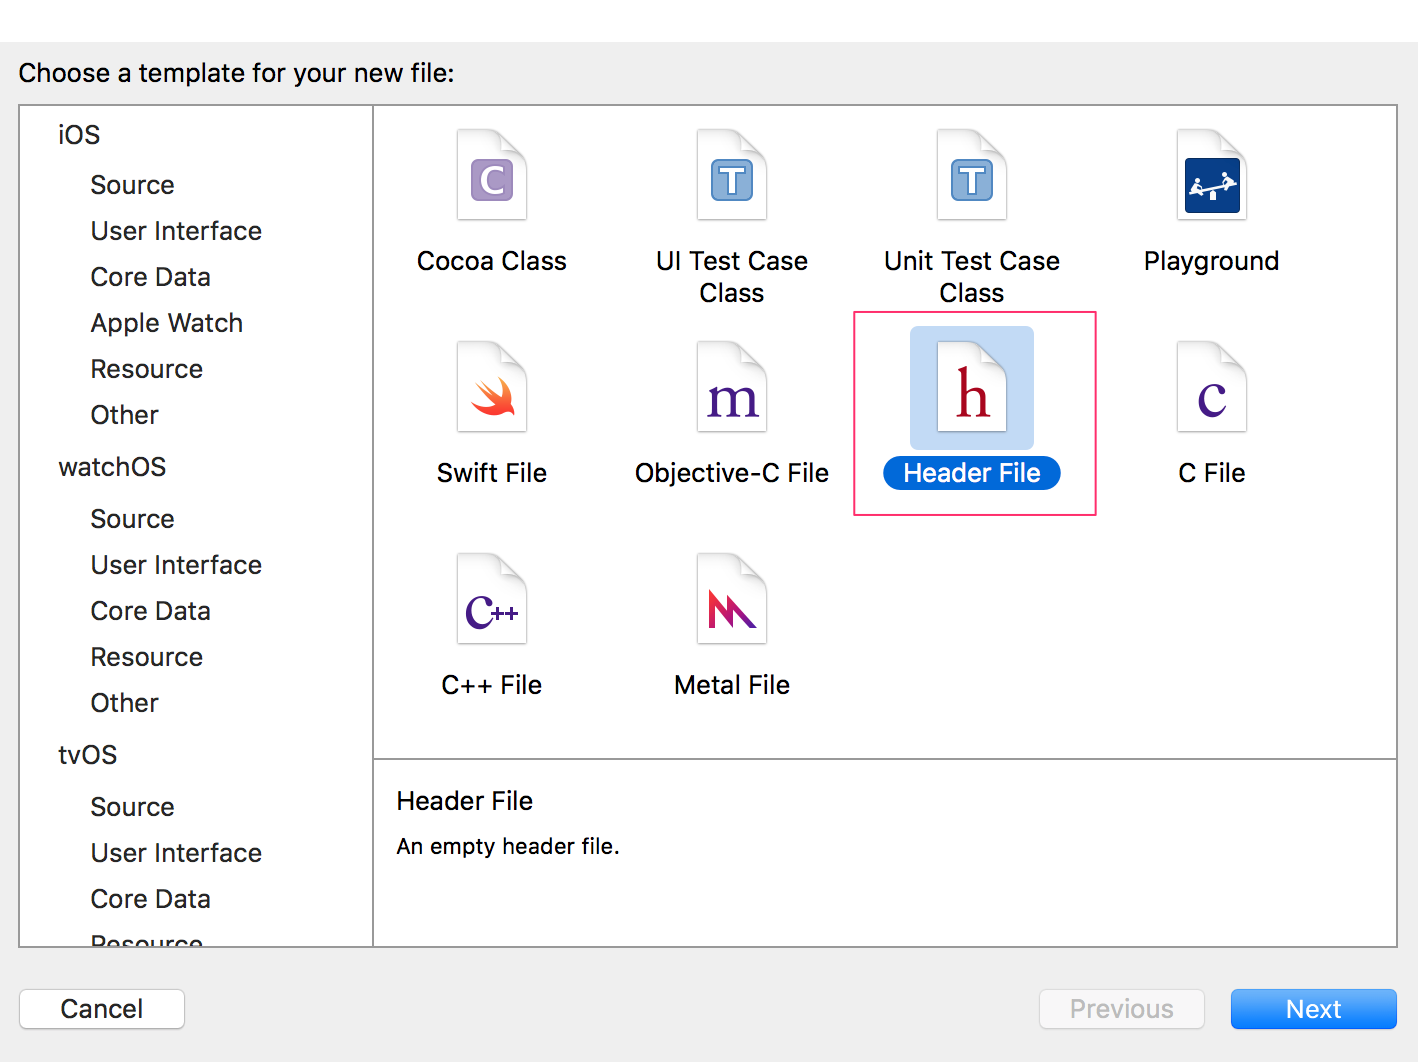 Choose a template for your new file:
iOS
Source
User Interface
Core Data
Apple Watch
Resource
Other
watchOS
Source
User Interface
Core Data
Resource
Other
tvOS
Source
User Interface
Core Data
Resource
C
Cocoa Class
T
UI Test Case
Class
T
Unit Test Case
Class
Playground
Swift File
m
Objective-C File
h
Header File
c
C File
C++
C++ File
Metal File
Header File
An empty header file.
Cancel
Previous
Next